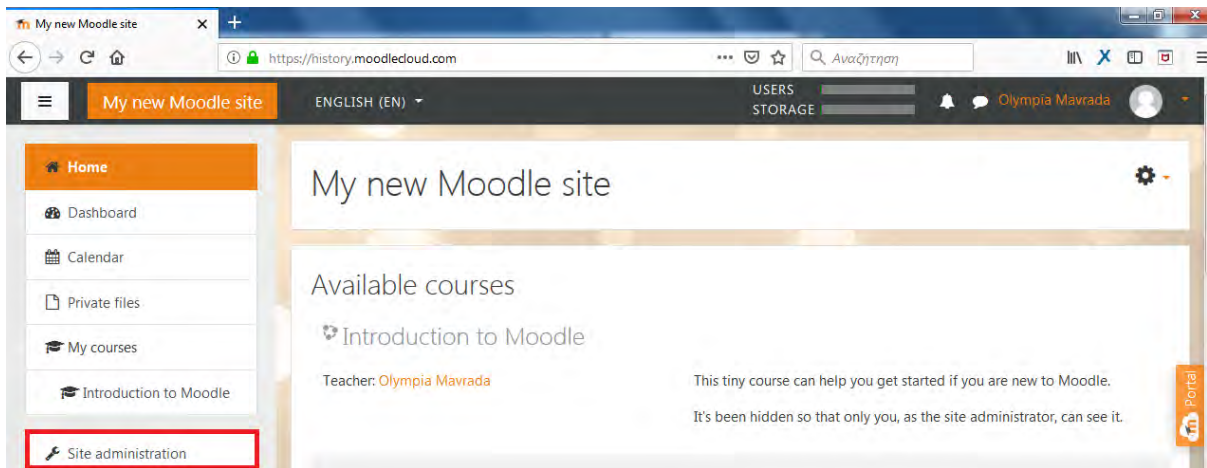 My new Moodle site
https://history.moodlecloud.com
Αναζήτηση
My new Moodle site
ENGLISH (EN)
USERS
STORAGE
Olympia Mavrada
Home
Dashboard
Calendar
Private files
My courses
Introduction to Moodle
Site administration
My new Moodle site
Available courses
Introduction to Moodle
Teacher: Olympia Mavrada
This tiny course can help you get started if you are new to Moodle.
It's been hidden so that only you, as the site administrator, can see it.
Portal